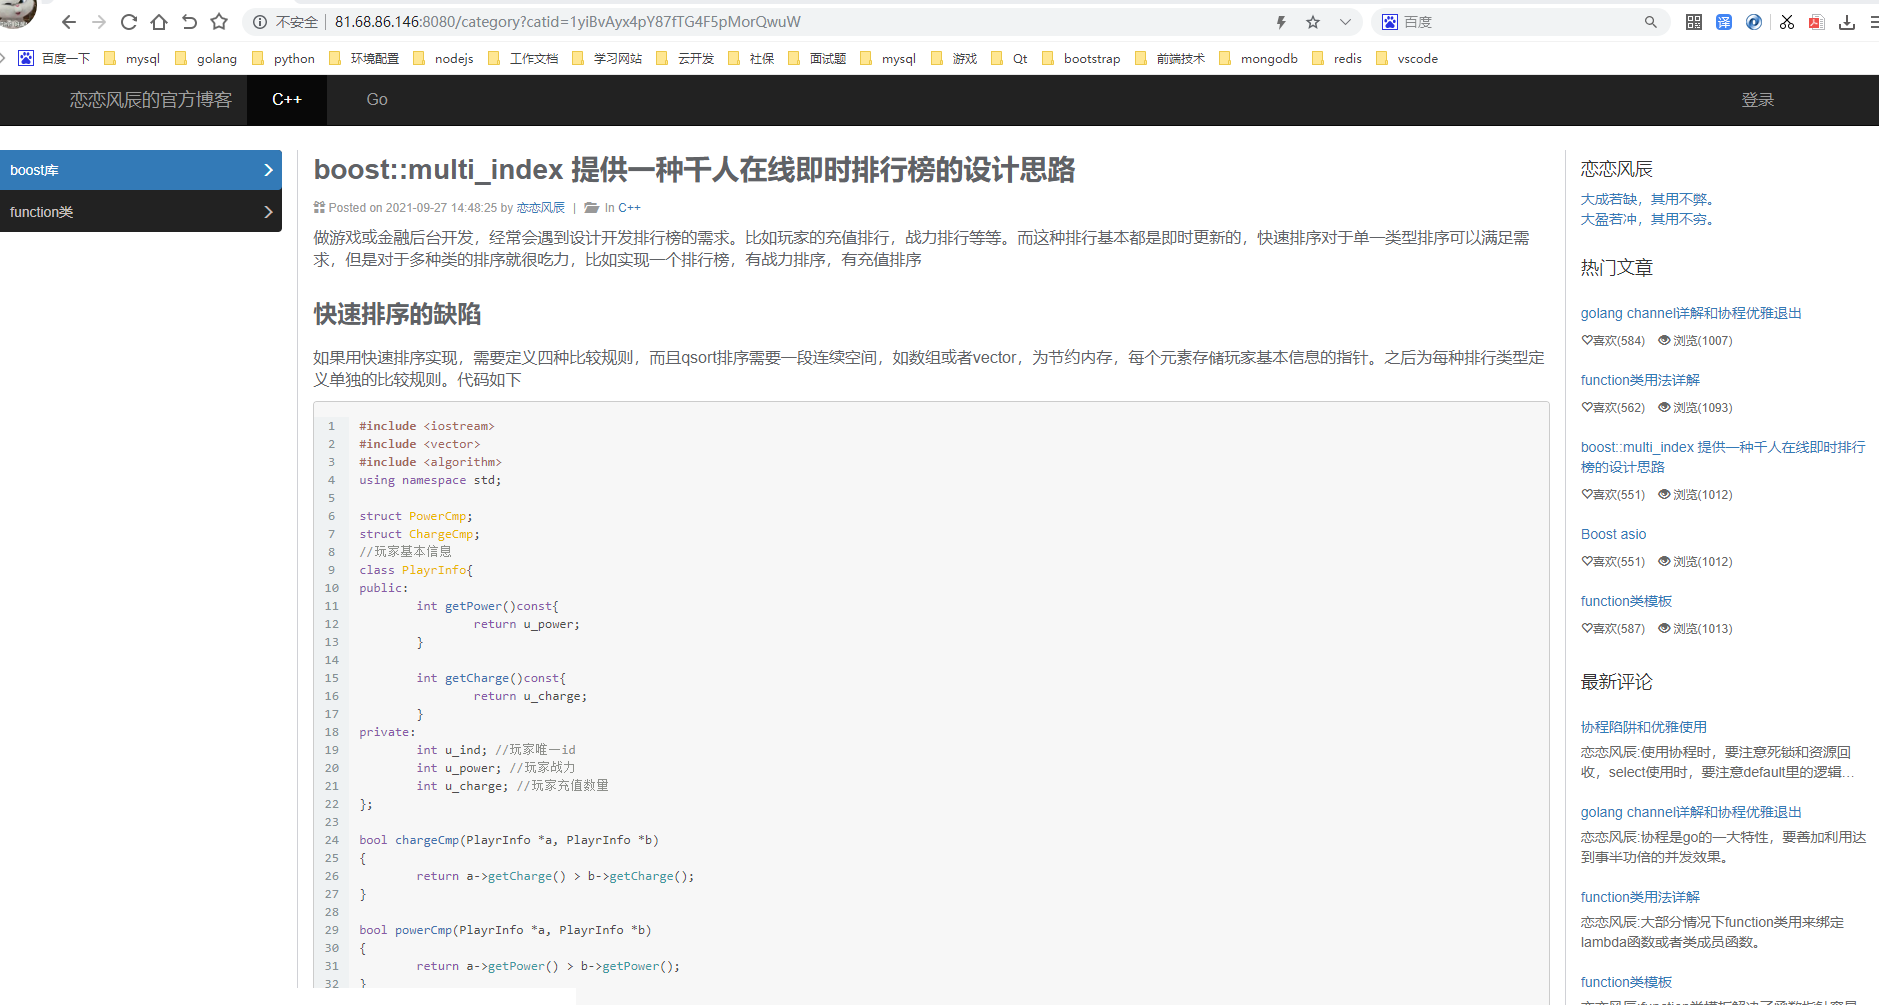 不安全 81.68.86.146:8080/category?catid=1yiBvAyx4pY87fTG4F5pMorQwuW 百度
百度一下 mysql golang python 环境配置 nodejs 工作文档 学习网站 云开发 社保 面试题 mysql 游戏 Qt bootstrap 前端技术 mongodb redis vscode
恋恋风辰的官方博客 C++ Go 登录
boost库
function类
boost::multi_index 提供一种千人在线即时排行榜的设计思路
Posted on 2021-09-27 14:48:25 by 恋恋风辰 | In C++
做游戏或金融后台开发，经常会遇到设计开发排行榜的需求。比如玩家的充值排行，战力排行等等。而这种排行基本都是即时更新的，快速排序对于单一类型排序可以满足需
求，但是对于多种类的排序就很吃力，比如实现一个排行榜，有战力排序，有充值排序
快速排序的缺陷
如果用快速排序实现，需要定义四种比较规则，而且qsort排序需要一段连续空间，如数组或者vector，为节约内存，每个元素存储玩家基本信息的指针。之后为每种排行类型定
义单独的比较规则。代码如下
1 #include <iostream>
2 #include <vector>
3 #include <algorithm>
4 using namespace std;
5
6 struct PowerCmp;
7 struct ChargeCmp;
8 //玩家基本信息
9 class PlayrInfo{
10 public:
11 int getPower()const{
12 return u_power;
13 }
14
15 int getCharge()const{
16 return u_charge;
17 }
18 private:
19 int u_ind; //玩家唯一id
20 int u_power; //玩家战力
21 int u_charge; //玩家充值数量
22 };
23
24 bool chargeCmp(PlayrInfo *a, PlayrInfo *b)
25 {
26 return a->getCharge() > b->getCharge();
27 }
28
29 bool powerCmp(PlayrInfo *a, PlayrInfo *b)
30 {
31 return a->getPower() > b->getPower();
32 }
恋恋风辰
大成若缺，其用不弊。
大盈若冲，其用不穷。
热门文章
golang channel详解和协程优雅退出
喜欢(584) 浏览(1007)
function类用法详解
喜欢(562) 浏览(1093)
boost::multi_index 提供一种千人在线即时排行
榜的设计思路
喜欢(551) 浏览(1012)
Boost asio
喜欢(551) 浏览(1012)
function类模板
喜欢(587) 浏览(1013)
最新评论
协程陷阱和优雅使用
恋恋风辰:使用协程时，要注意死锁和资源回
收，select使用时，要注意default里的逻辑...
golang channel详解和协程优雅退出
恋恋风辰:协程是go的一大特性，要善加利用达
到事半功倍的并发效果。
function类用法详解
恋恋风辰:大部分情况下function类用来绑定
lambda函数或者类成员函数。
function类模板